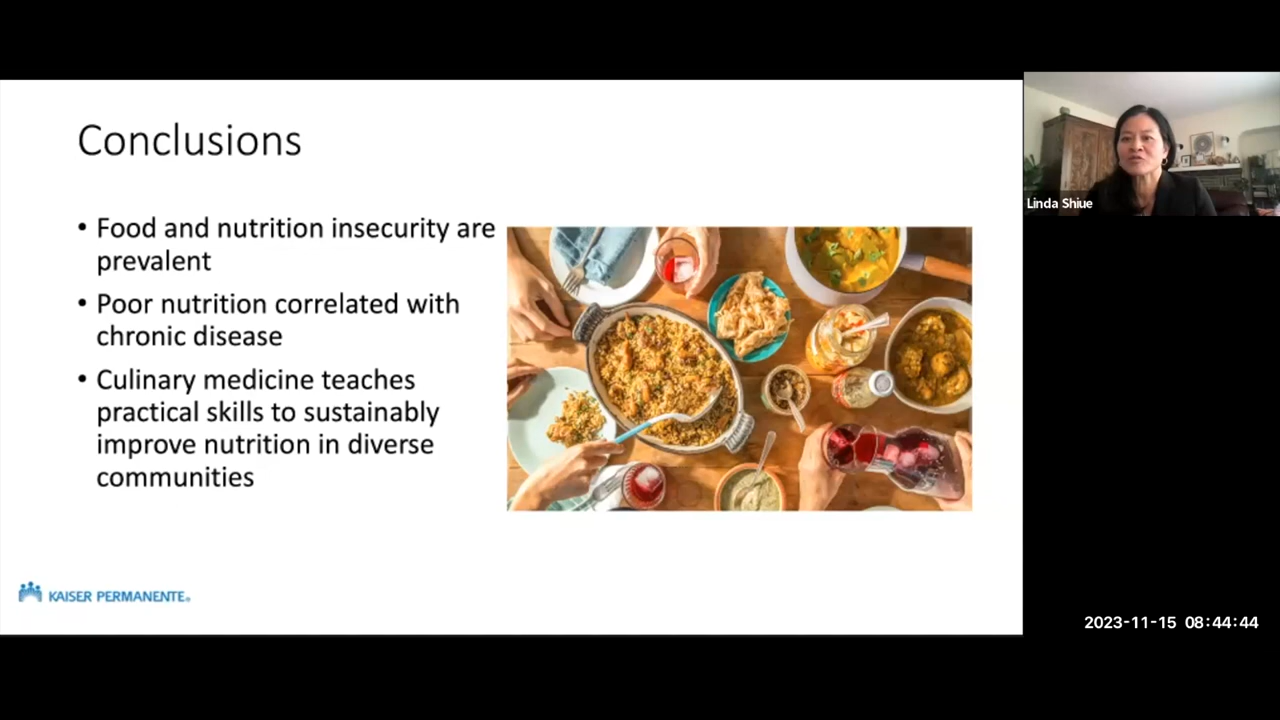 Conclusions
• Food and nutrition insecurity are
prevalent
• Poor nutrition correlated with
chronic disease
• Culinary medicine teaches
practical skills to sustainably
improve nutrition in diverse
communities
KAISER PERMANENTE®
Linda Shiue
2023-11-15 08:44:44